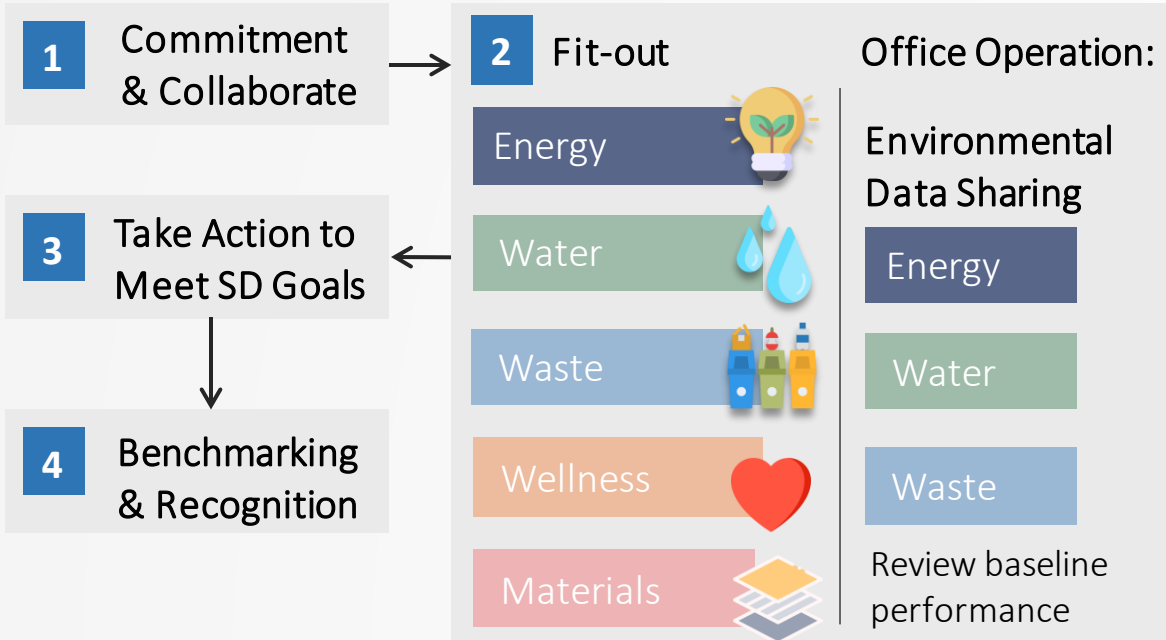 1
Commitment
& Collaborate
2
Fit-out
Energy
Water
Waste
Wellness
Materials
Office Operation:
Environmental
Data Sharing
Energy
Water
Waste
Review baseline
performance
3
Take Action to
Meet SD Goals
4
Benchmarking
& Recognition